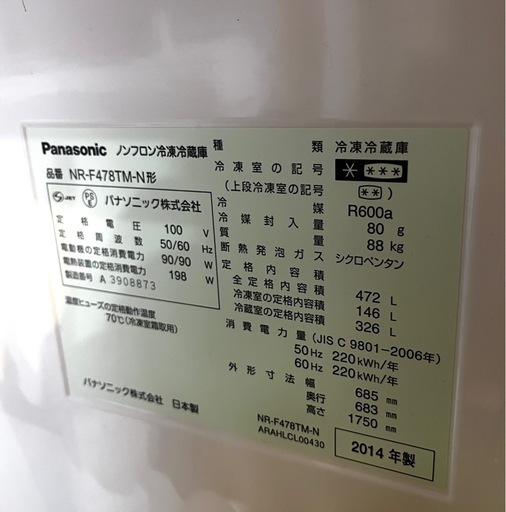 Panasonic ノンフロン冷凍冷蔵庫
品番 NR-F478TM-N形
JET PSE パナソニック株式会社
定格電圧 100 V
定格周波数 50/60 Hz
電動機の定格消費電力 90/90 W
電熱装置の定格消費電力 198 W
製造番号 A 3908873
温度ヒューズの定格動作温度
70℃(冷凍室霜取用)
パナソニック株式会社 日本製
種類 冷凍冷蔵庫
冷凍室の記号 * ***
(上段冷凍室の記号) **
冷媒 R600a
冷媒封入量 80 g
質量 88 kg
断熱発泡ガス シクロペンタン
定格内容積
全定格内容積 472 L
冷凍室の定格内容積 146 L
冷蔵室の定格内容積 326 L
消費電力量(JIS C 9801-2006年)
50Hz 220 kWh/年
60Hz 220 kWh/年
外形寸法 幅 685 mm
奥行 683 mm
高さ 1750 mm
NR-F478TM-N
ARAHLCL00430
2014年製